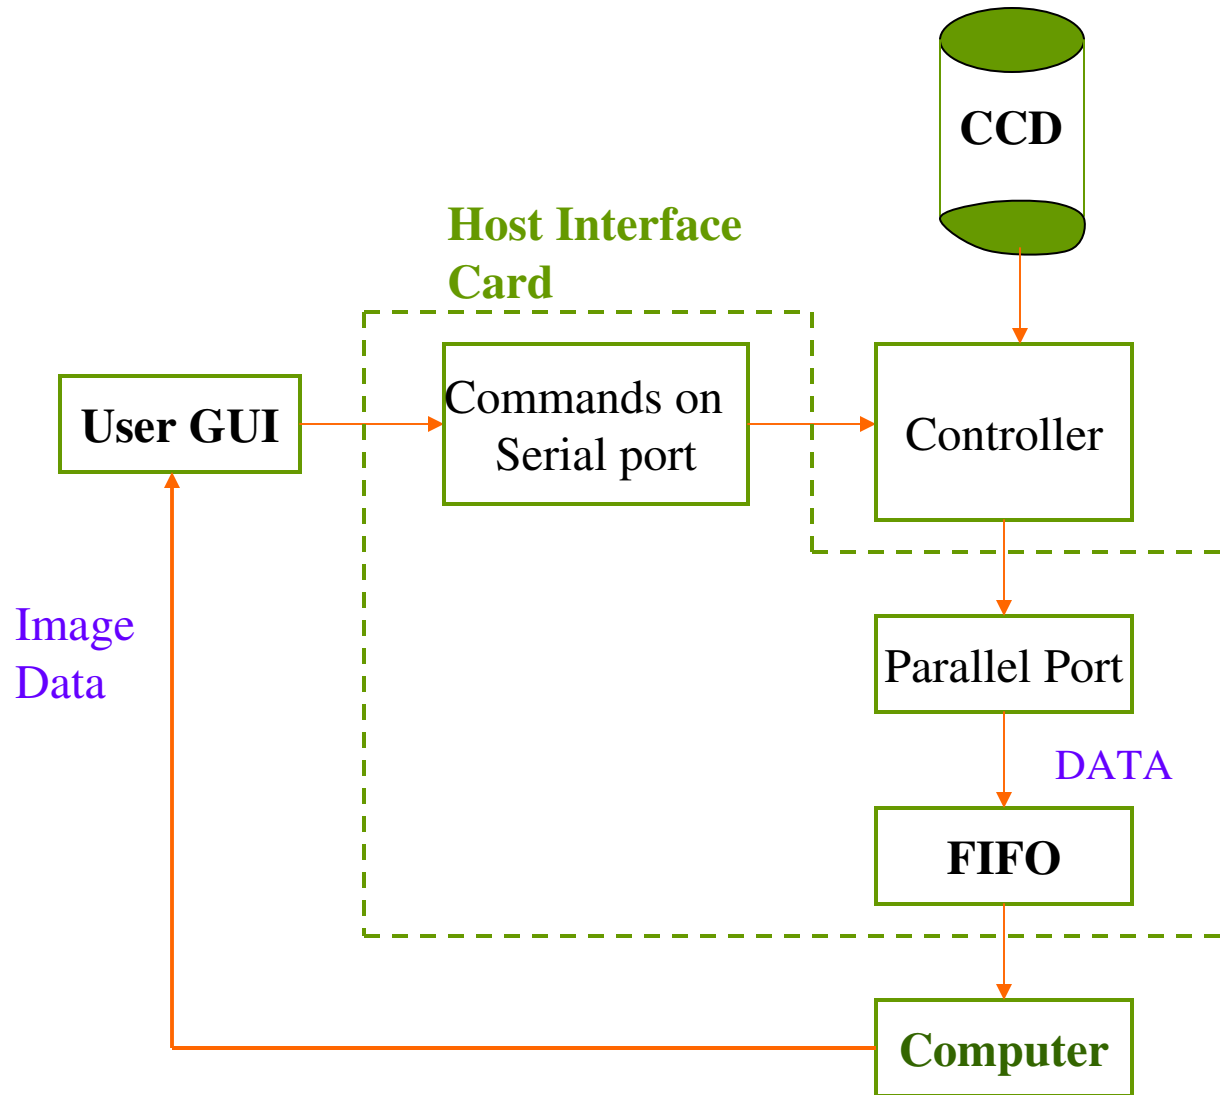 CCD
Host Interface
Card
Commands on
Serial port
User GUI
Controller
Image
Data
Parallel Port
DATA
FIFO
Computer